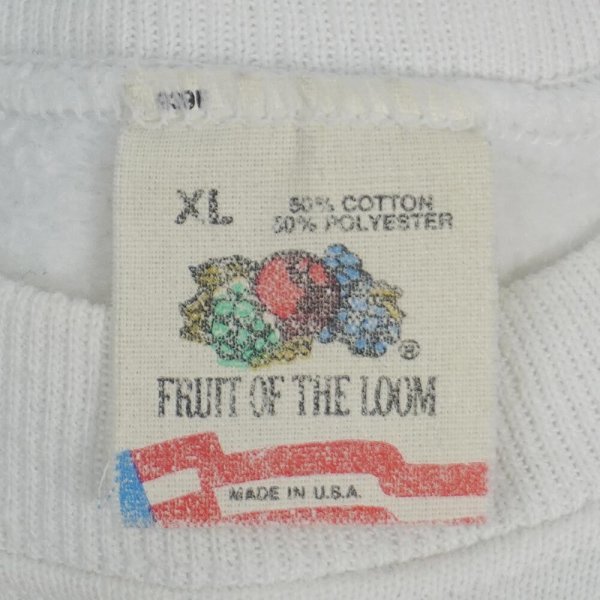 XL
50% COTTON
50% POLYESTER
®
FRUIT OF THE LOOM
MADE IN U.S.A.